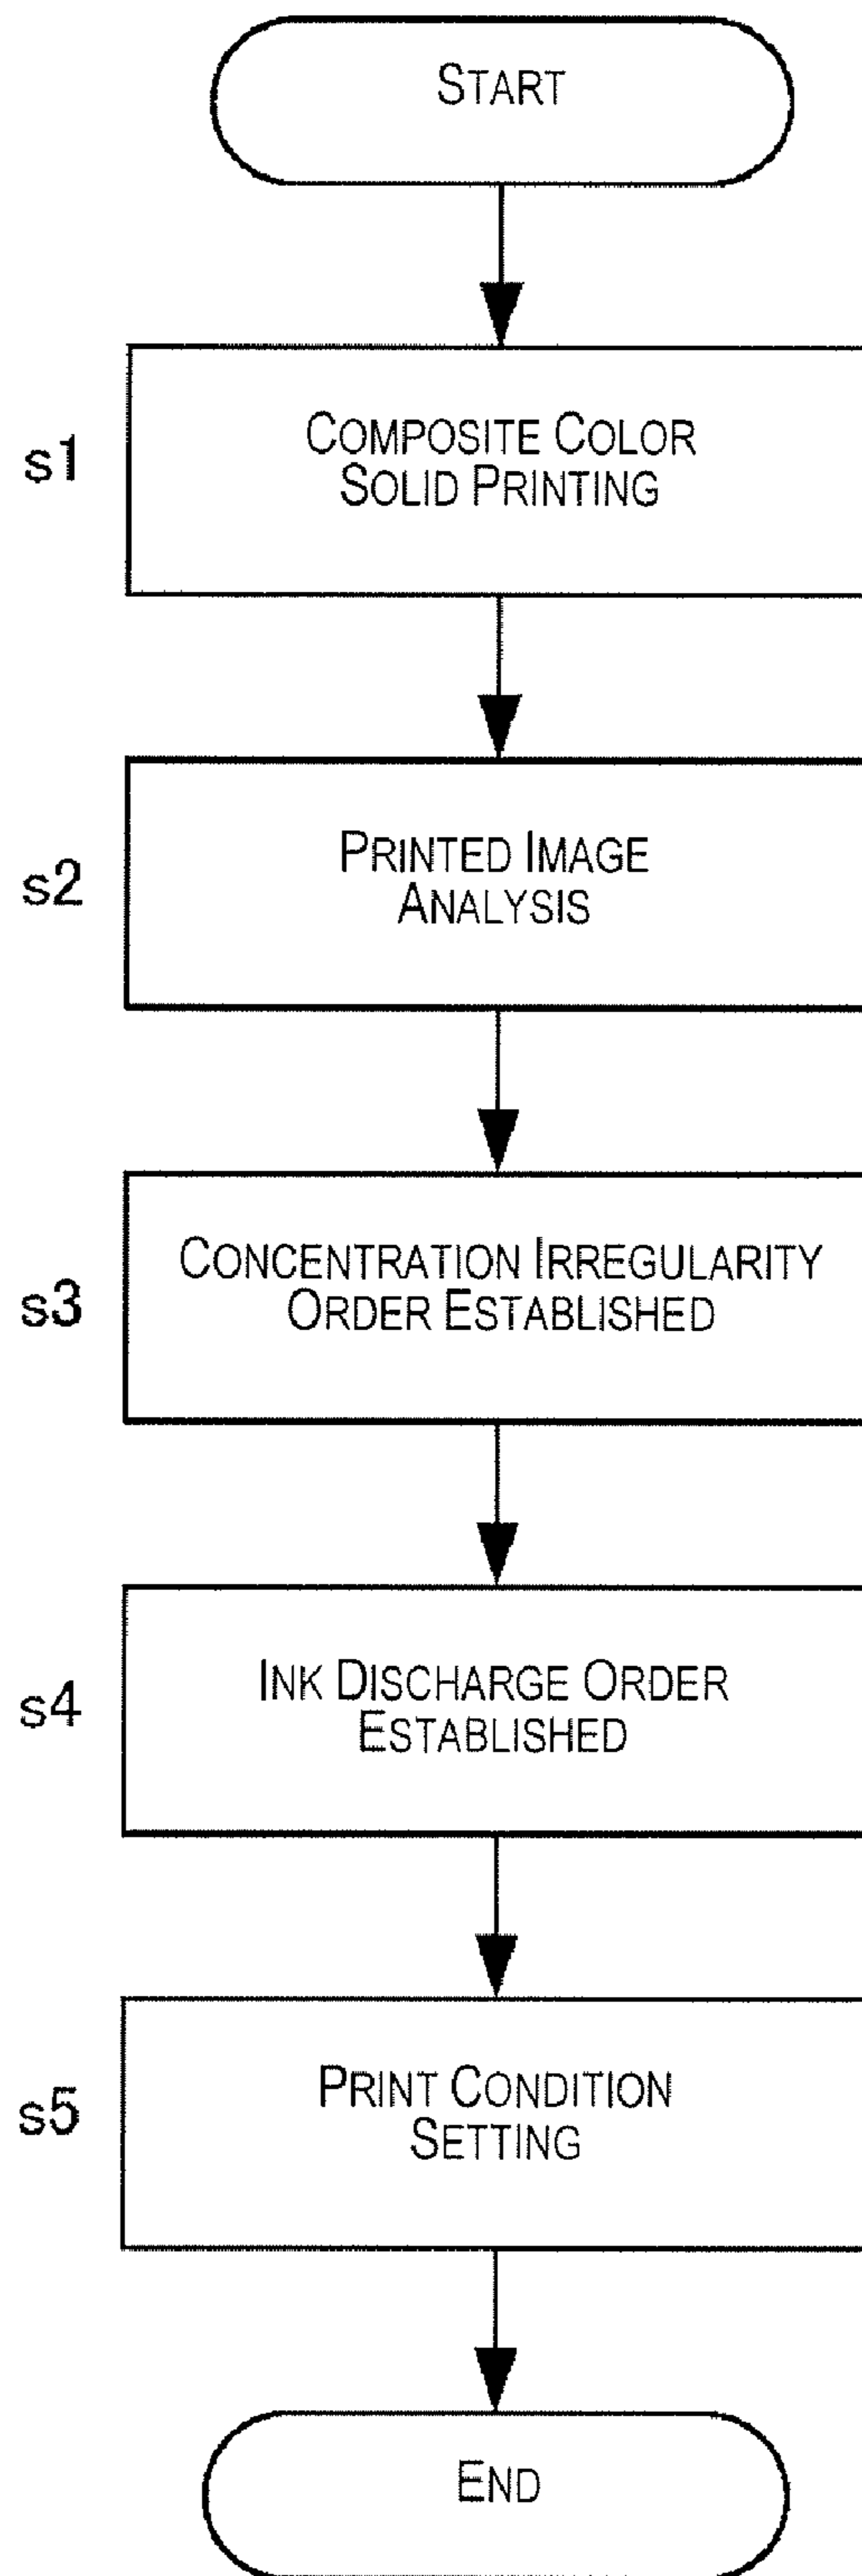 START
s1
COMPOSITE COLOR
SOLID PRINTING
s2
PRINTED IMAGE
ANALYSIS
s3
CONCENTRATION IRREGULARITY
ORDER ESTABLISHED
s4
INK DISCHARGE ORDER
ESTABLISHED
s5
PRINT CONDITION
SETTING
END